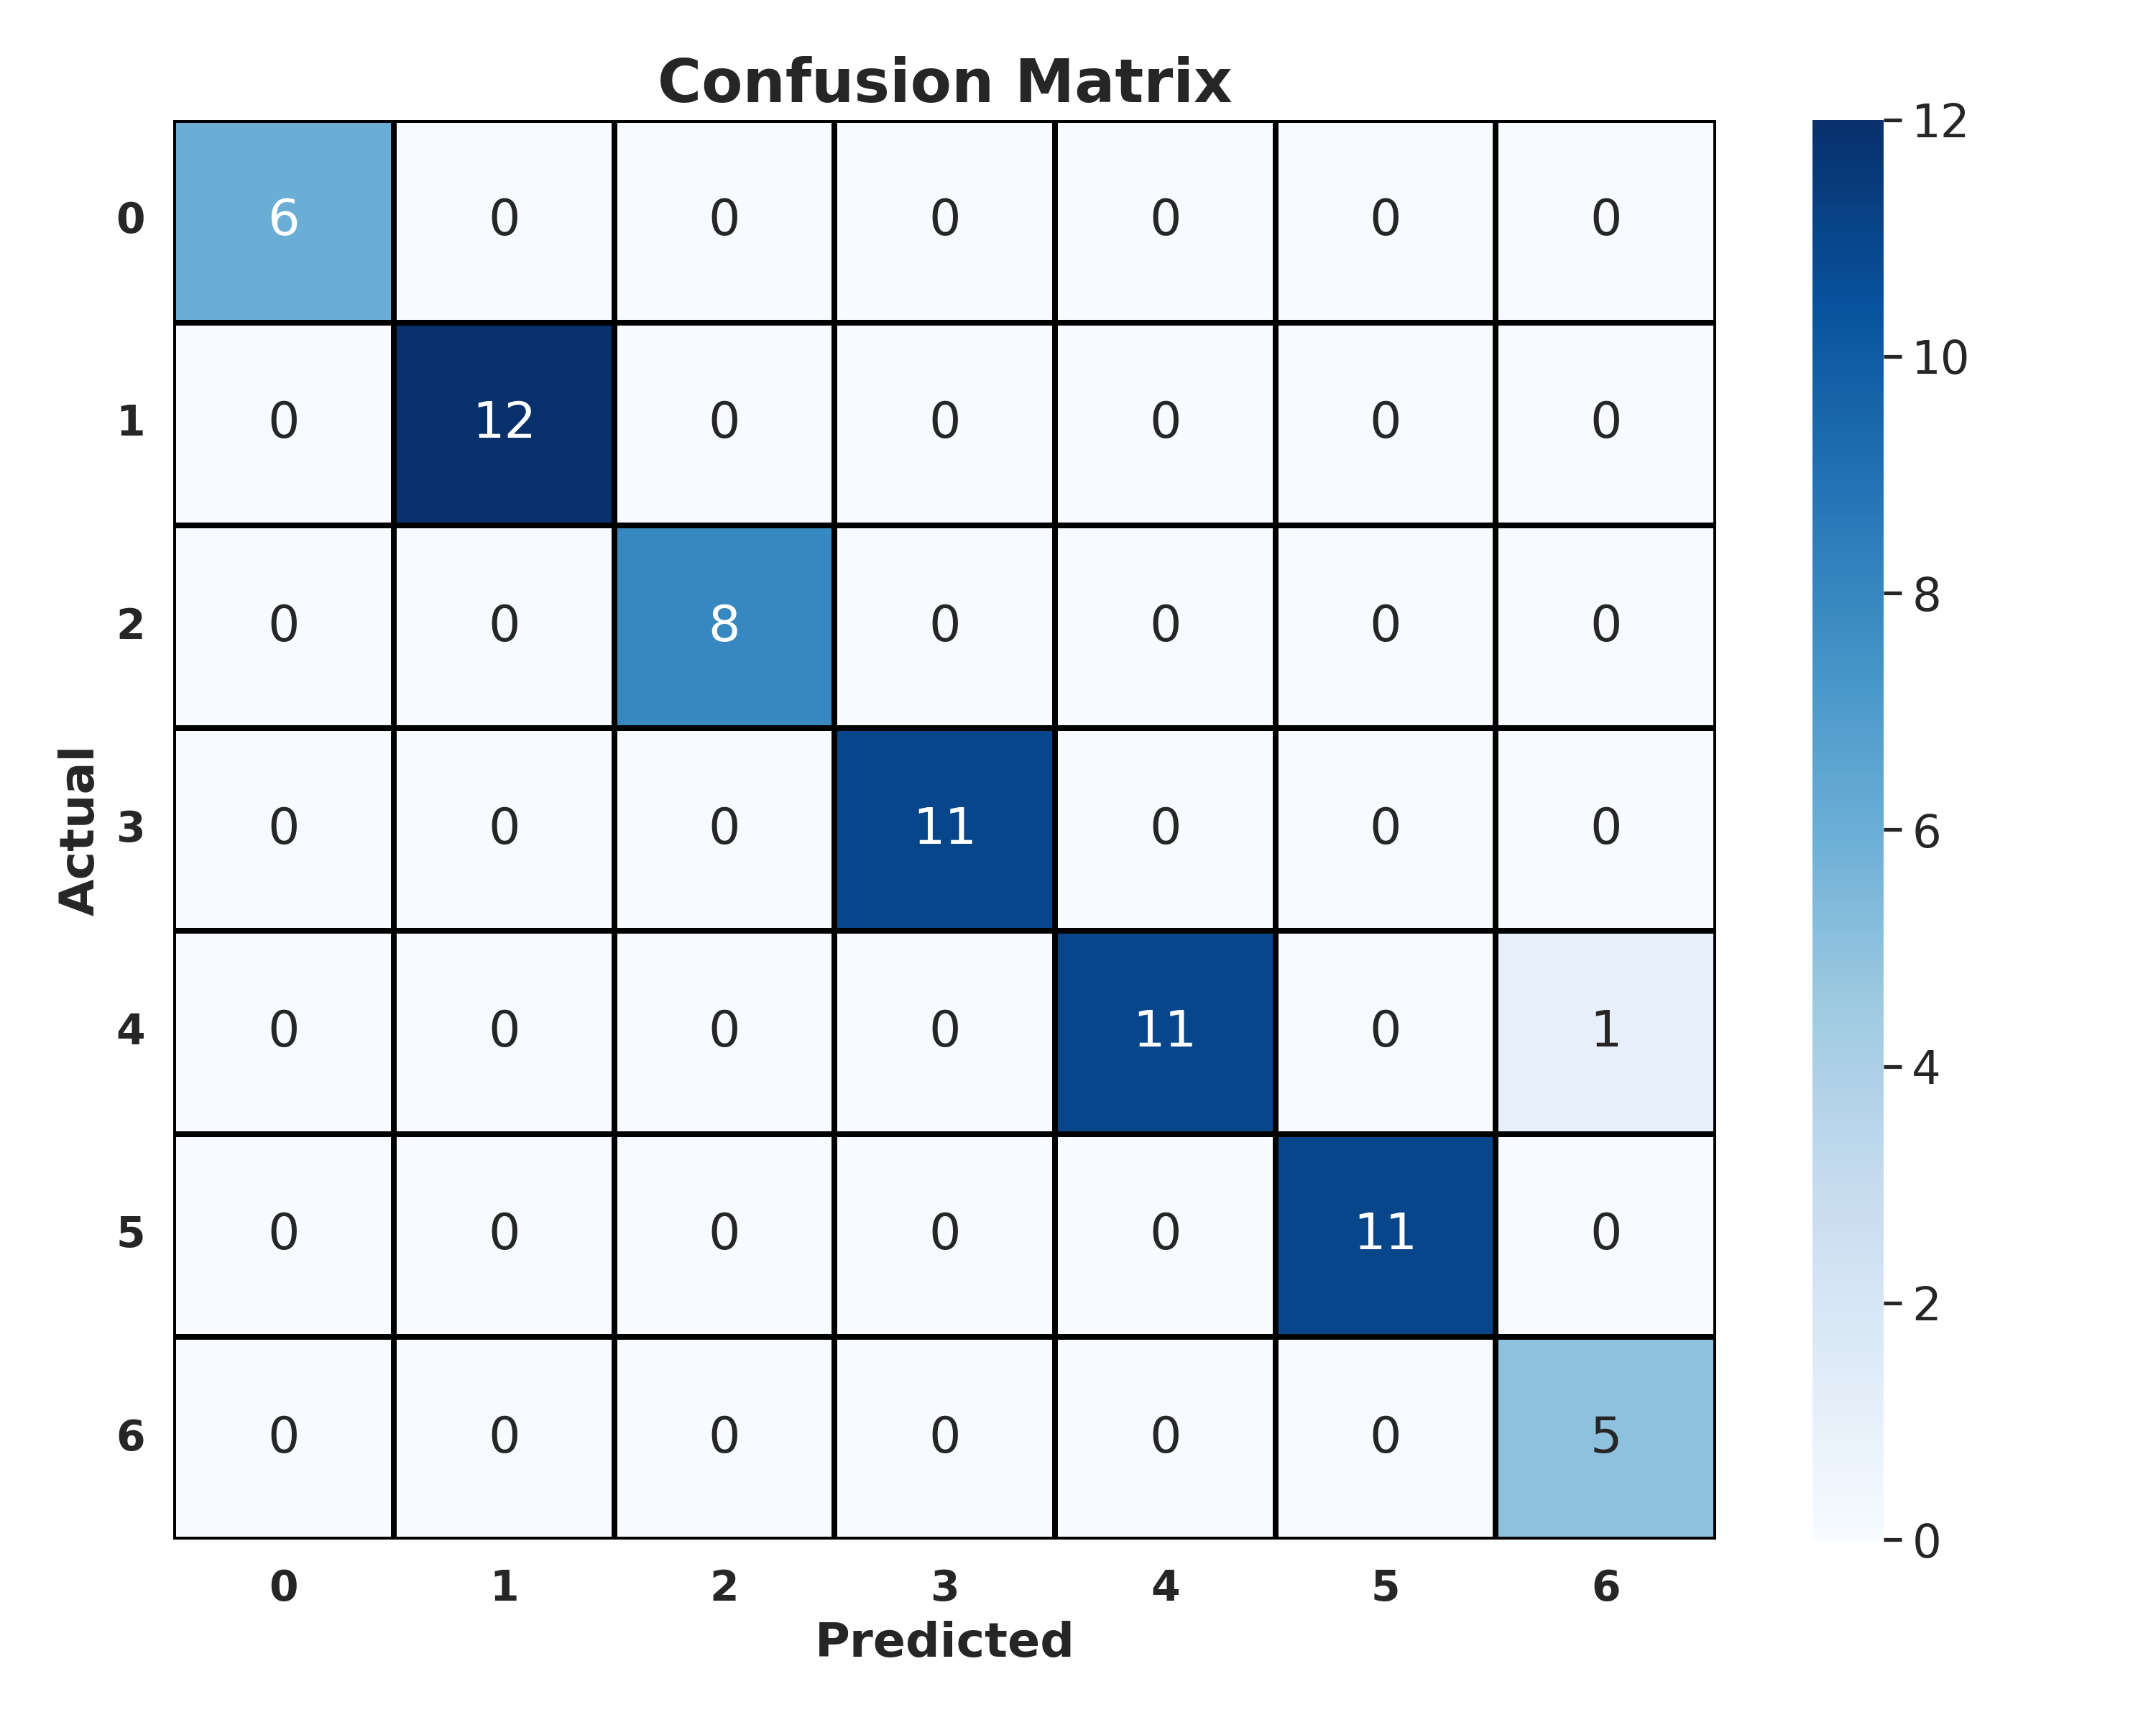 Confusion Matrix
0 6 0 0 0 0 0 0
1 0 12 0 0 0 0 0
2 0 0 8 0 0 0 0
3 0 0 0 11 0 0 0
4 0 0 0 0 11 0 1
5 0 0 0 0 0 11 0
6 0 0 0 0 0 0 5
0 1 2 3 4 5 6
Predicted
Actual
12
10
8
6
4
2
0